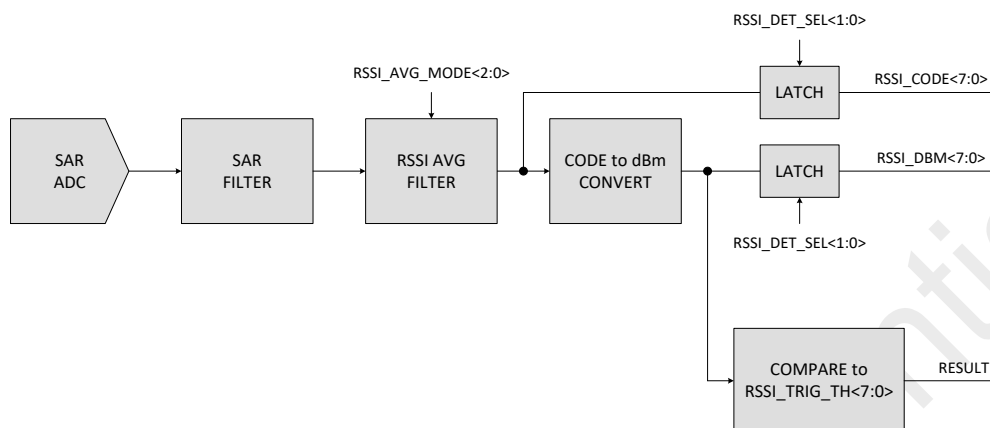 RSSI_DET_SEL<1:0>
RSSI_AVG_MODE<2:0>
LATCH
RSSI_CODE<7:0>
SAR
ADC
SAR
FILTER
RSSI AVG
FILTER
CODE to dBm
CONVERT
LATCH
RSSI_DBM<7:0>
RSSI_DET_SEL<1:0>
COMPARE to
RSSI_TRIG_TH<7:0>
RESULT